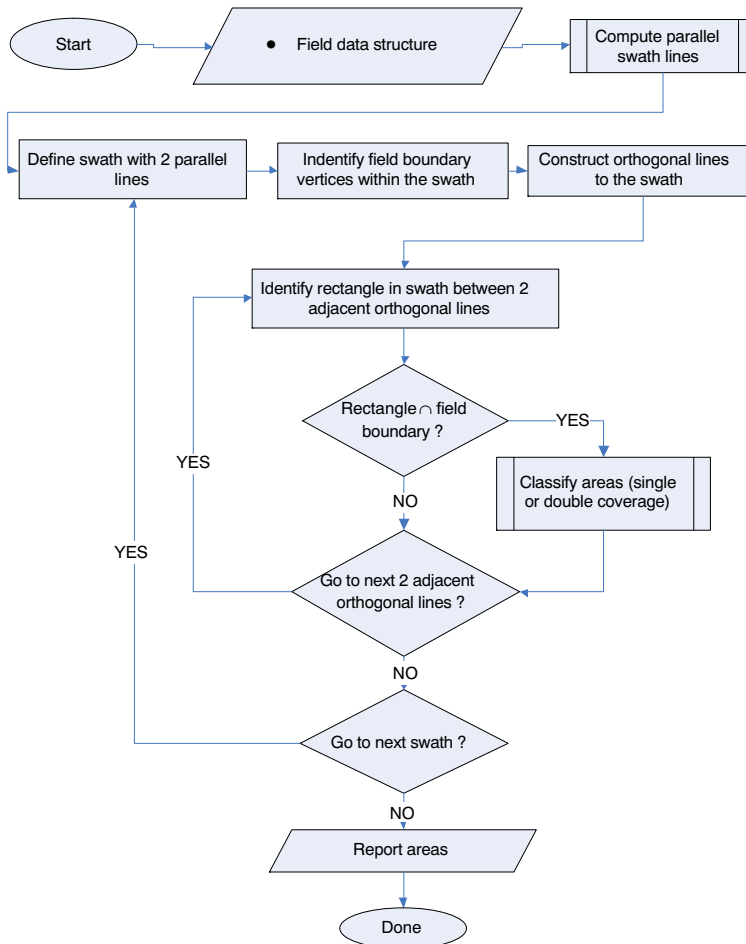 Start
• Field data structure
Compute parallel
swath lines
Define swath with 2 parallel
lines
Indentify field boundary
vertices within the swath
Construct orthogonal lines
to the swath
Identify rectangle in swath between 2
adjacent orthogonal lines
Rectangle ∩ field
boundary ?
YES
YES
Classify areas (single
or double coverage)
NO
YES
Go to next 2 adjacent
orthogonal lines ?
NO
Go to next swath ?
NO
Report areas
Done